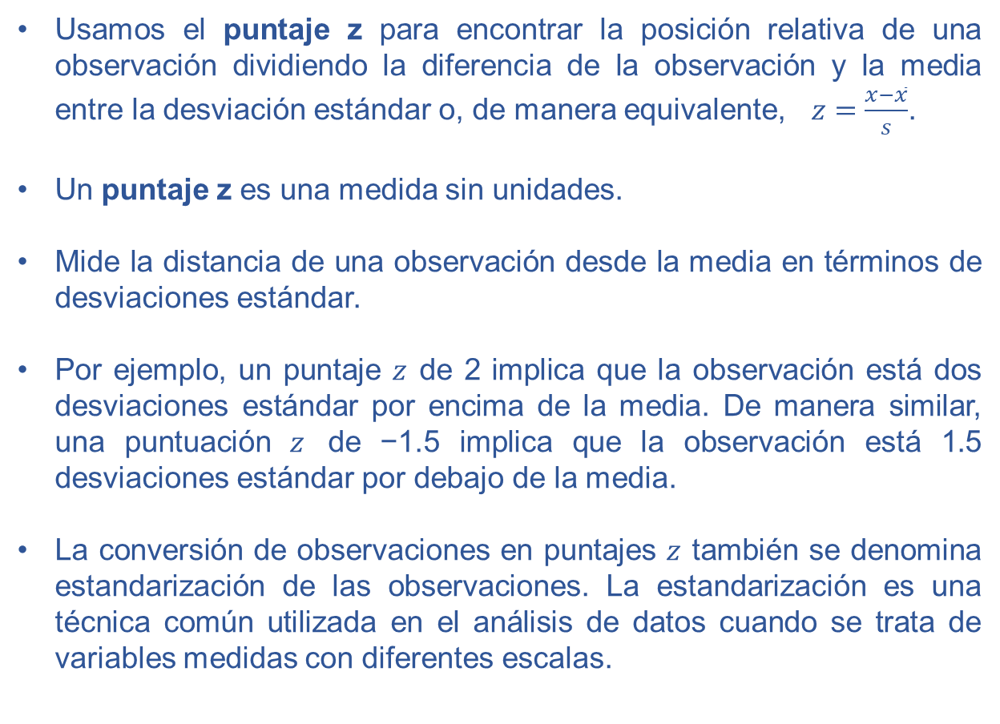 • Usamos el puntaje z para encontrar la posición relativa de una
observación dividiendo la diferencia de la observación y la media
entre la desviación estándar o, de manera equivalente, z = (x−ẋ)/s.
• Un puntaje z es una medida sin unidades.
• Mide la distancia de una observación desde la media en términos de
desviaciones estándar.
• Por ejemplo, un puntaje z de 2 implica que la observación está dos
desviaciones estándar por encima de la media. De manera similar,
una puntuación z de −1.5 implica que la observación está 1.5
desviaciones estándar por debajo de la media.
• La conversión de observaciones en puntajes z también se denomina
estandarización de las observaciones. La estandarización es una
técnica común utilizada en el análisis de datos cuando se trata de
variables medidas con diferentes escalas.